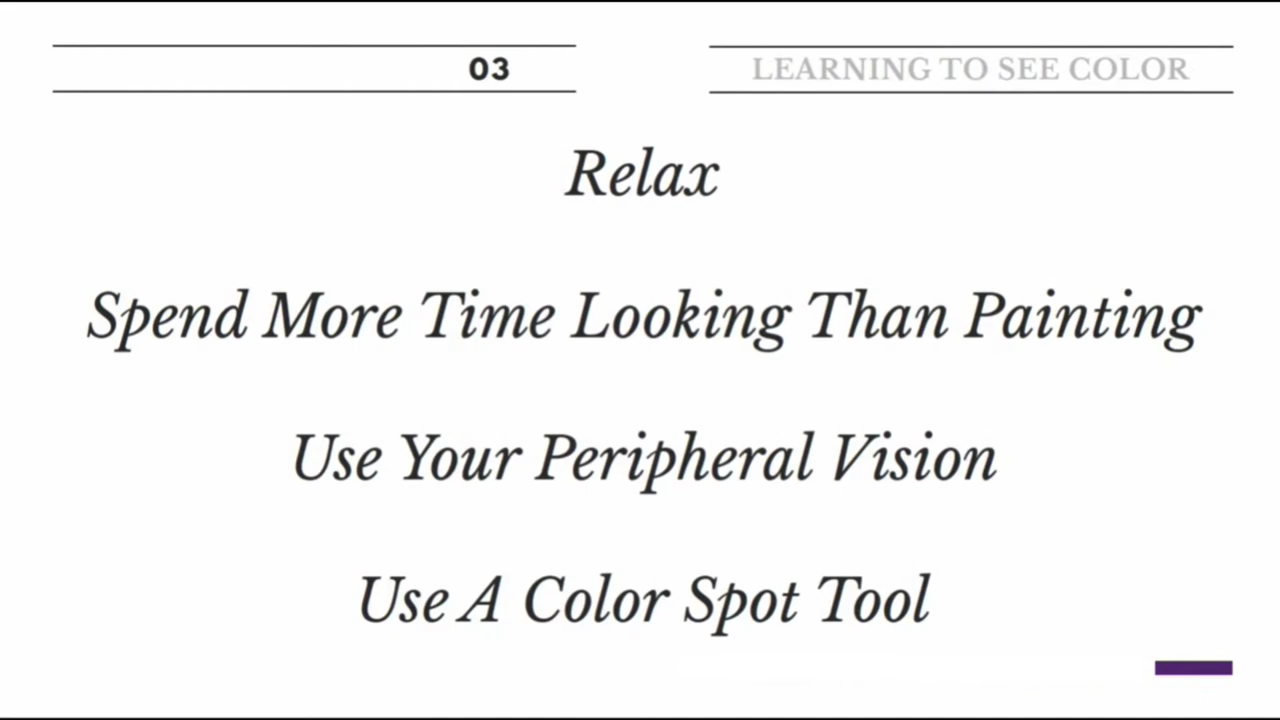 03
LEARNING TO SEE COLOR
Relax
Spend More Time Looking Than Painting
Use Your Peripheral Vision
Use A Color Spot Tool